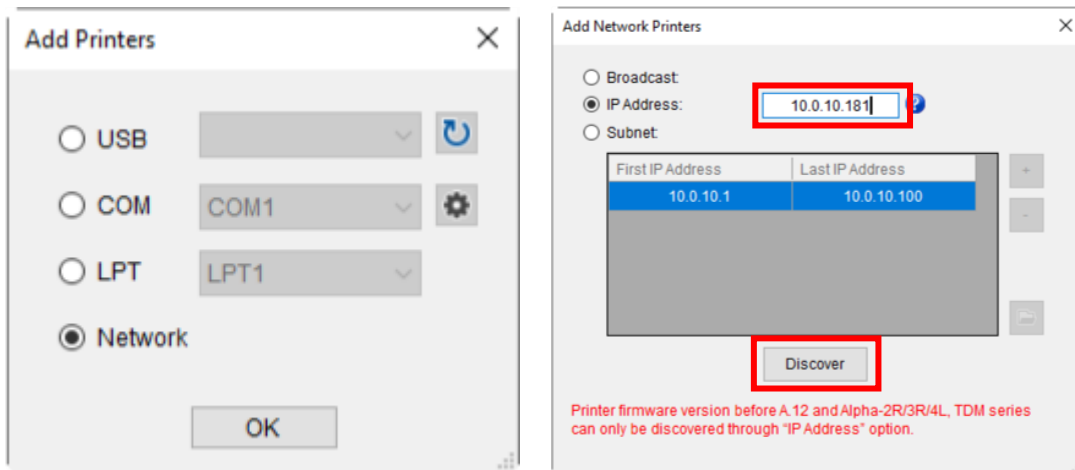 Add Printers
USB
COM COM1
LPT LPT1
Network
OK
Add Network Printers
Broadcast:
IP Address: 10.0.10.181 ?
Subnet:
First IP Address Last IP Address
10.0.10.1 10.0.10.100
+
-
Discover
Printer firmware version before A.12 and Alpha-2R/3R/4L, TDM series
can only be discovered through "IP Address" option.